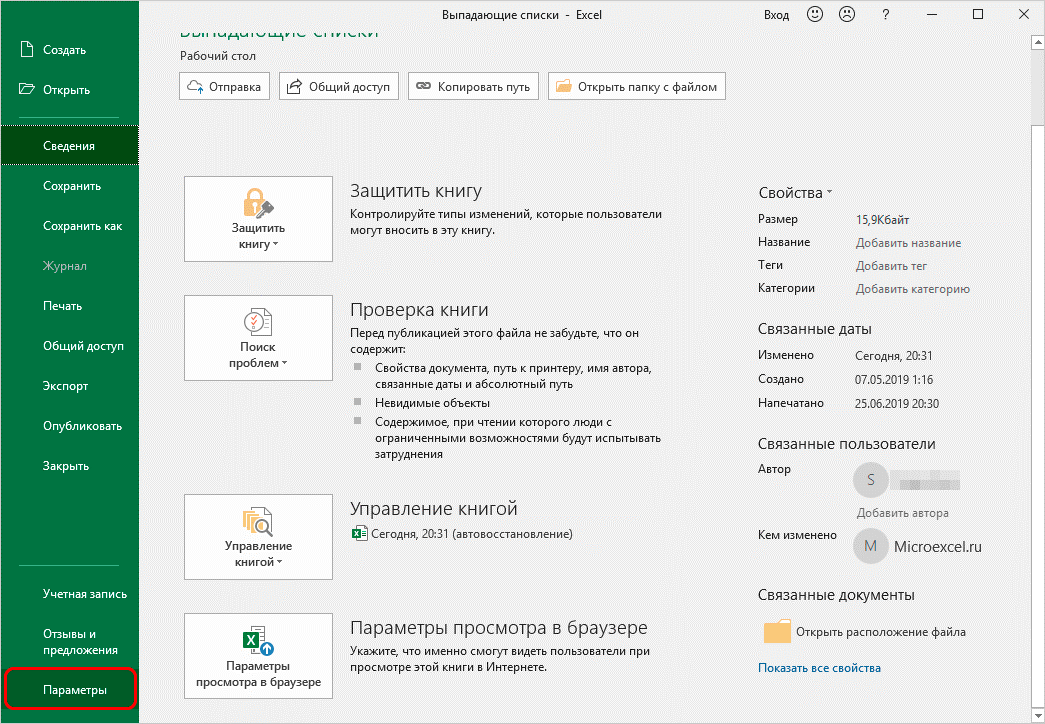 Выпадающие списки - Excel
Вход
?
Создать
Открыть
Сведения
Сохранить
Сохранить как
Журнал
Печать
Общий доступ
Экспорт
Опубликовать
Закрыть
Учетная запись
Отзывы и
предложения
Параметры
Выпадающие списки
Рабочий стол
Отправка
Общий доступ
Копировать путь
Открыть папку с файлом
Защитить
книгу
Защитить книгу
Контролируйте типы изменений, которые пользователи
могут вносить в эту книгу.
Поиск
проблем
Проверка книги
Перед публикацией этого файла не забудьте, что он
содержит:
Свойства документа, путь к принтеру, имя автора,
связанные даты и абсолютный путь
Невидимые объекты
Содержимое, при чтении которого люди с
ограниченными возможностями будут испытывать
затруднения
Управление
книгой
Управление книгой
Сегодня, 20:31 (автовосстановление)
Параметры
просмотра в браузере
Параметры просмотра в браузере
Укажите, что именно смогут видеть пользователи при
просмотре этой книги в Интернете.
Свойства
Размер 15,9Кбайт
Название Добавить название
Теги Добавить тег
Категории Добавить категорию
Связанные даты
Изменено Сегодня, 20:31
Создано 07.05.2019 1:16
Напечатано 25.06.2019 20:30
Связанные пользователи
Автор
S
Добавить автора
Кем изменено
M Microexcel.ru
Связанные документы
Открыть расположение файла
Показать все свойства